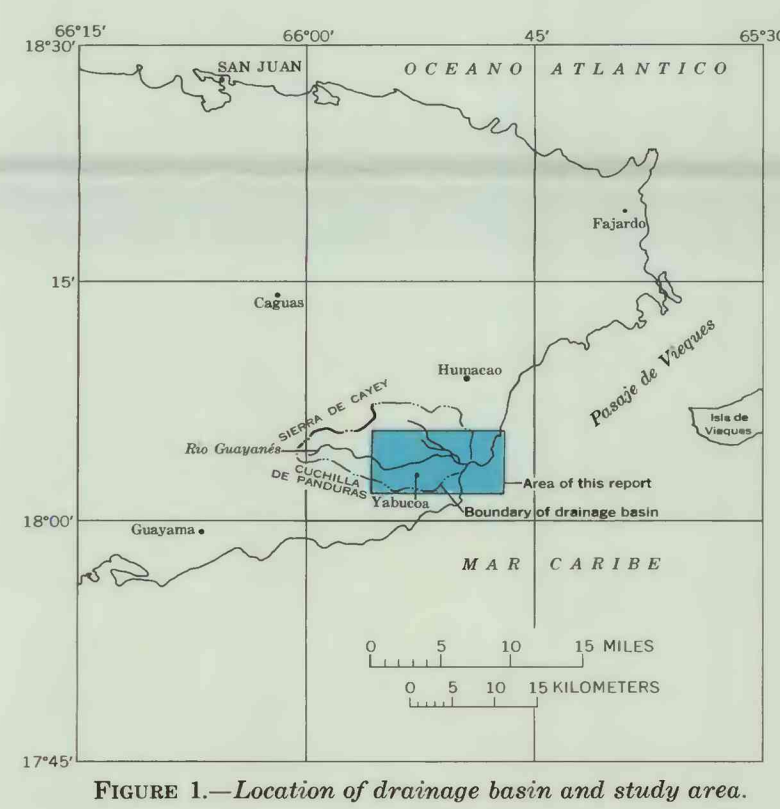 66°15′ 66°00′ 45′ 65°30
18°30′
SAN JUAN
OCEANO ATLANTICO
Fajardo
15′
Caguas
Pasaje de Vieques
Humacao
SIERRA DE CAYEY
Isla de
Vieques
Rio Guayanés
CUCHILLA
DE PANDURAS
Area of this report
Yabucoa
Boundary of drainage basin
18°00′
Guayama
MAR CARIBE
0 5 10 15 MILES
0 5 10 15 KILOMETERS
17°45′
FIGURE 1.—Location of drainage basin and study area.